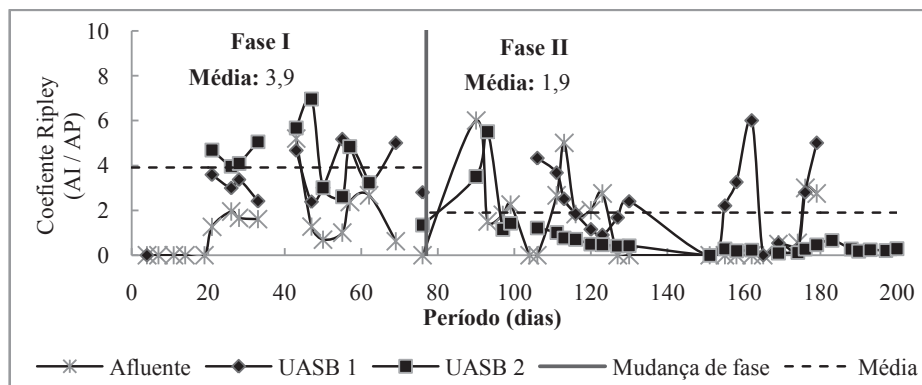 10
8
6
4
2
0
Coefiente Ripley
(AI / AP)
Fase I
Média: 3,9
Fase II
Média: 1,9
0 20 40 60 80 100 120 140 160 180 200
Período (dias)
Afluente UASB 1 UASB 2 Mudança de fase Média